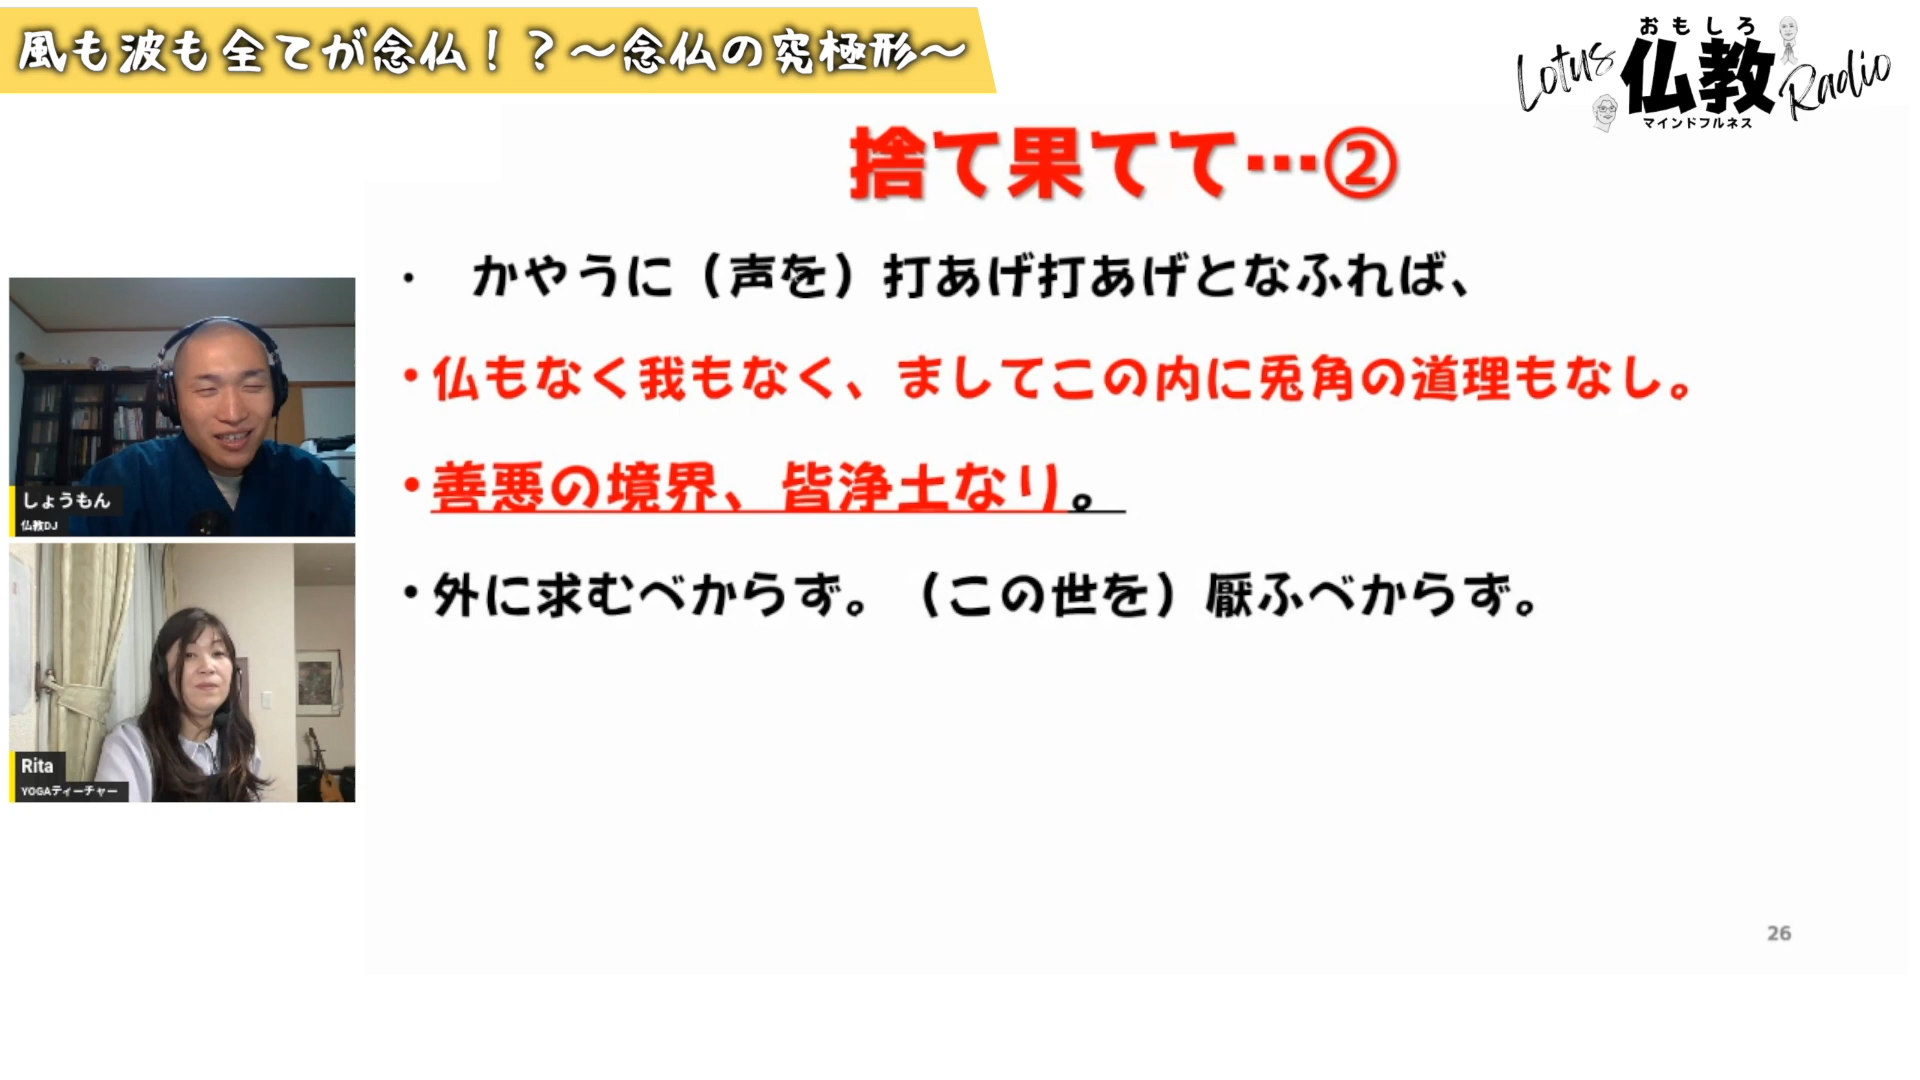 風も波も全てが念仏！？〜念仏の究極形〜
おもしろ
Lotus 仏教 Radio
マインドフルネス
捨て果てて…②
・ かやうに（声を）打あげ打あげとなふれば、
・仏もなく我もなく、ましてこの内に兎角の道理もなし。
・善悪の境界、皆浄土なり。
・外に求むべからず。（この世を）厭ふべからず。
しょうもん
仏教DJ
Rita
YOGAティーチャー
26